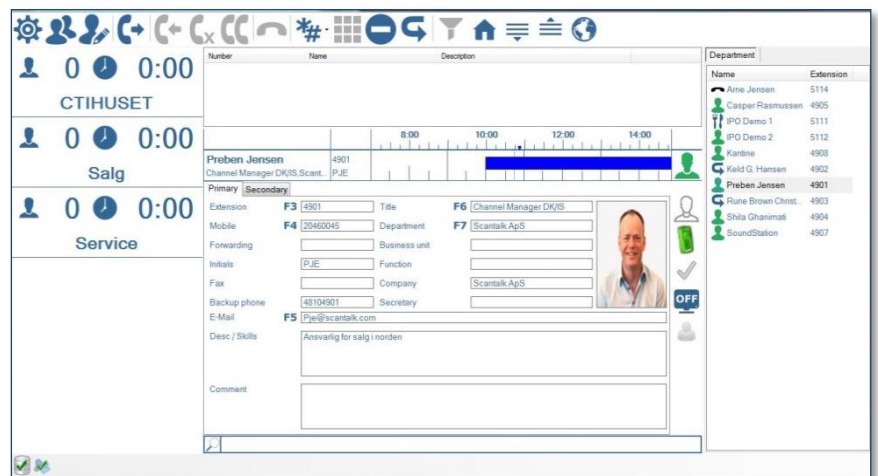 0 0:00
CTIHUSET
0 0:00
Salg
0 0:00
Service
Number Name Description
8:00 10:00 12:00 14:00
Preben Jensen 4901
Channel Manager DK/IS,Scant... PJE
Primary Secondary
Extension F3 4901 Title F6 Channel Manager DK/IS
Mobile F4 20460045 Department F7 Scantalk ApS
Forwarding Business unit
Initials PJE Function
Fax Company Scantalk ApS
Backup phone 48104901 Secretary
E-Mail F5 Pje@scantalk.com
Desc / Skills Ansvarlig for salg i norden
Comment
OFF
Department
Name Extension
Arne Jensen 5114
Casper Rasmussen 4905
IPO Demo 1 5111
IPO Demo 2 5112
Kantine 4908
Keld G. Hansen 4902
Preben Jensen 4901
Rune Brown Christ... 4903
Shila Ghanimati 4904
SoundStation 4907